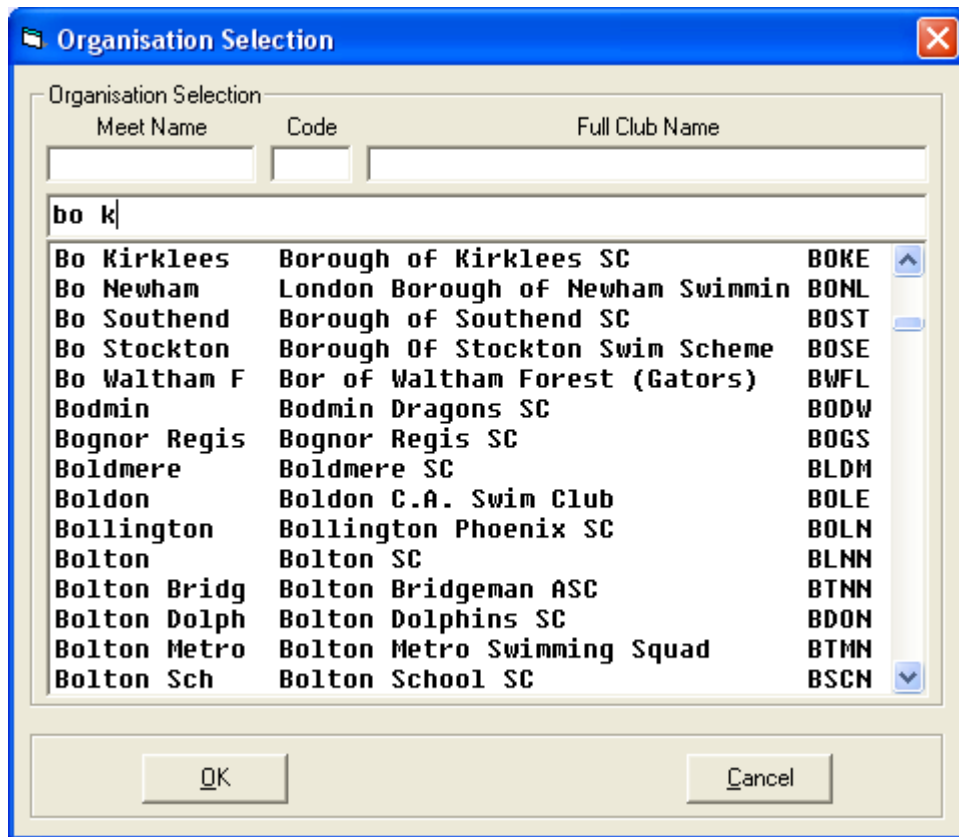 Organisation Selection
Organisation Selection
Meet Name Code Full Club Name
bo k
Bo Kirklees Borough of Kirklees SC BOKE
Bo Newham London Borough of Newham Swimmin BONL
Bo Southend Borough of Southend SC BOST
Bo Stockton Borough Of Stockton Swim Scheme BOSE
Bo Waltham F Bor of Waltham Forest (Gators) BWFL
Bodmin Bodmin Dragons SC BODW
Bognor Regis Bognor Regis SC BOGS
Boldmere Boldmere SC BLDM
Boldon Boldon C.A. Swim Club BOLE
Bollington Bollington Phoenix SC BOLN
Bolton Bolton SC BLNN
Bolton Bridg Bolton Bridgeman ASC BTNN
Bolton Dolph Bolton Dolphins SC BDON
Bolton Metro Bolton Metro Swimming Squad BTMN
Bolton Sch Bolton School SC BSCN
OK Cancel